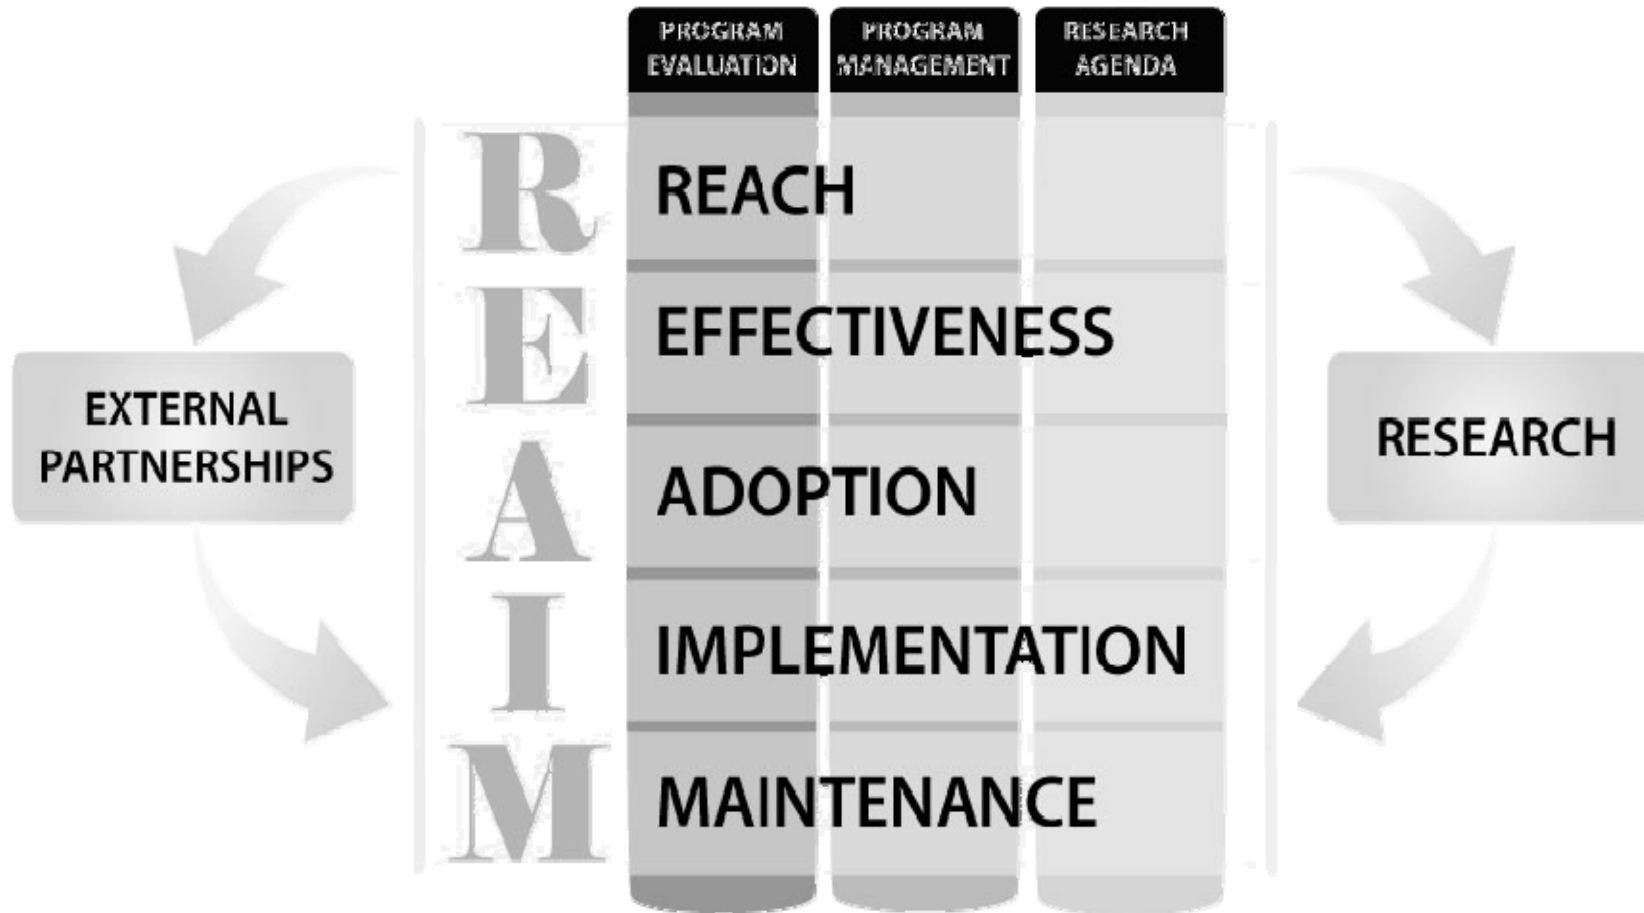 PROGRAM
EVALUATION
PROGRAM
MANAGEMENT
RESEARCH
AGENDA
R
REACH
E
EFFECTIVENESS
EXTERNAL
PARTNERSHIPS
RESEARCH
A
ADOPTION
I
IMPLEMENTATION
M
MAINTENANCE